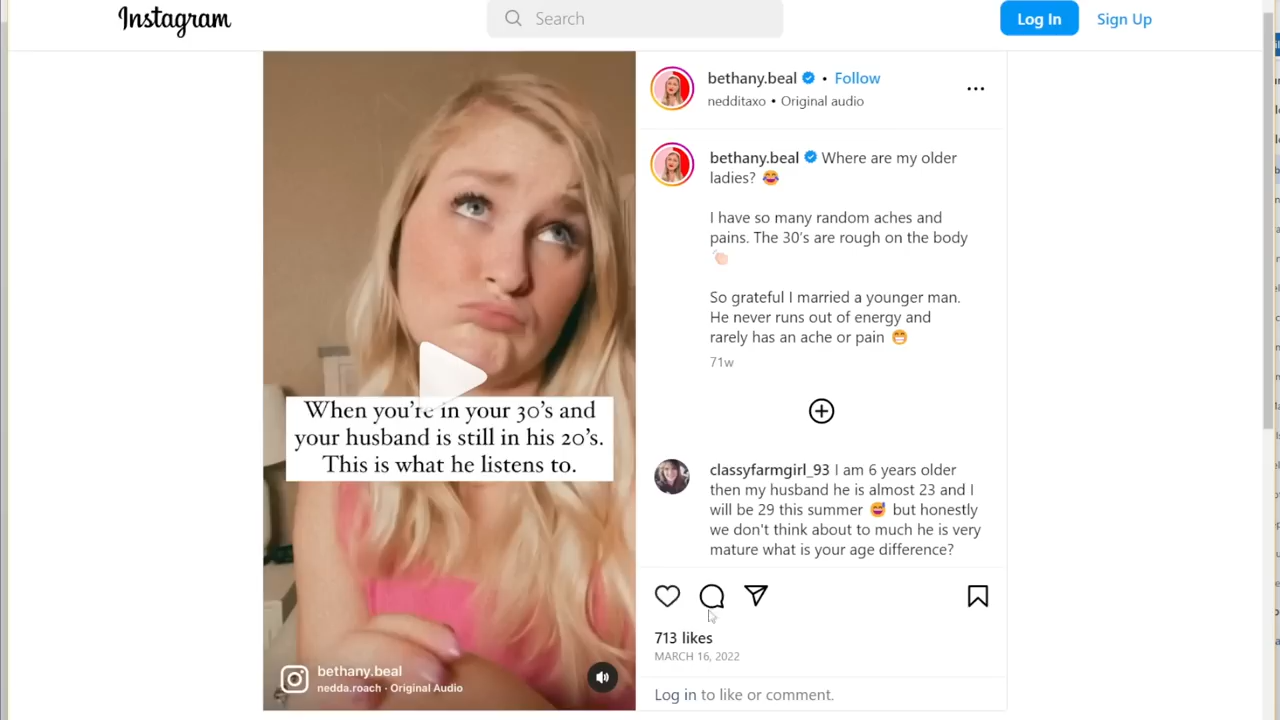 Instagram
Search
Log In
Sign Up
bethany.beal • Follow
nedditaxo • Original audio
bethany.beal Where are my older
ladies? 😂
I have so many random aches and
pains. The 30's are rough on the body
👏🏻
So grateful I married a younger man.
He never runs out of energy and
rarely has an ache or pain 😁
71w
When you're in your 30's and
your husband is still in his 20's.
This is what he listens to.
classyfarmgirl_93 I am 6 years older
then my husband he is almost 23 and I
will be 29 this summer 😅 but honestly
we don't think about to much he is very
mature what is your age difference?
713 likes
MARCH 16, 2022
Log in to like or comment.
bethany.beal
nedda.roach · Original Audio